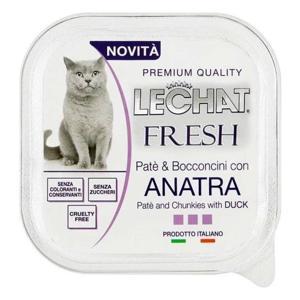 NOVITÀ
PREMIUM QUALITY
LECHAT
FRESH
Patè & Bocconcini con
ANATRA
Patè and Chunkies with DUCK
SENZA
COLORANTI e
CONSERVANTI
SENZA
ZUCCHERI
CRUELTY
FREE
PRODOTTO ITALIANO